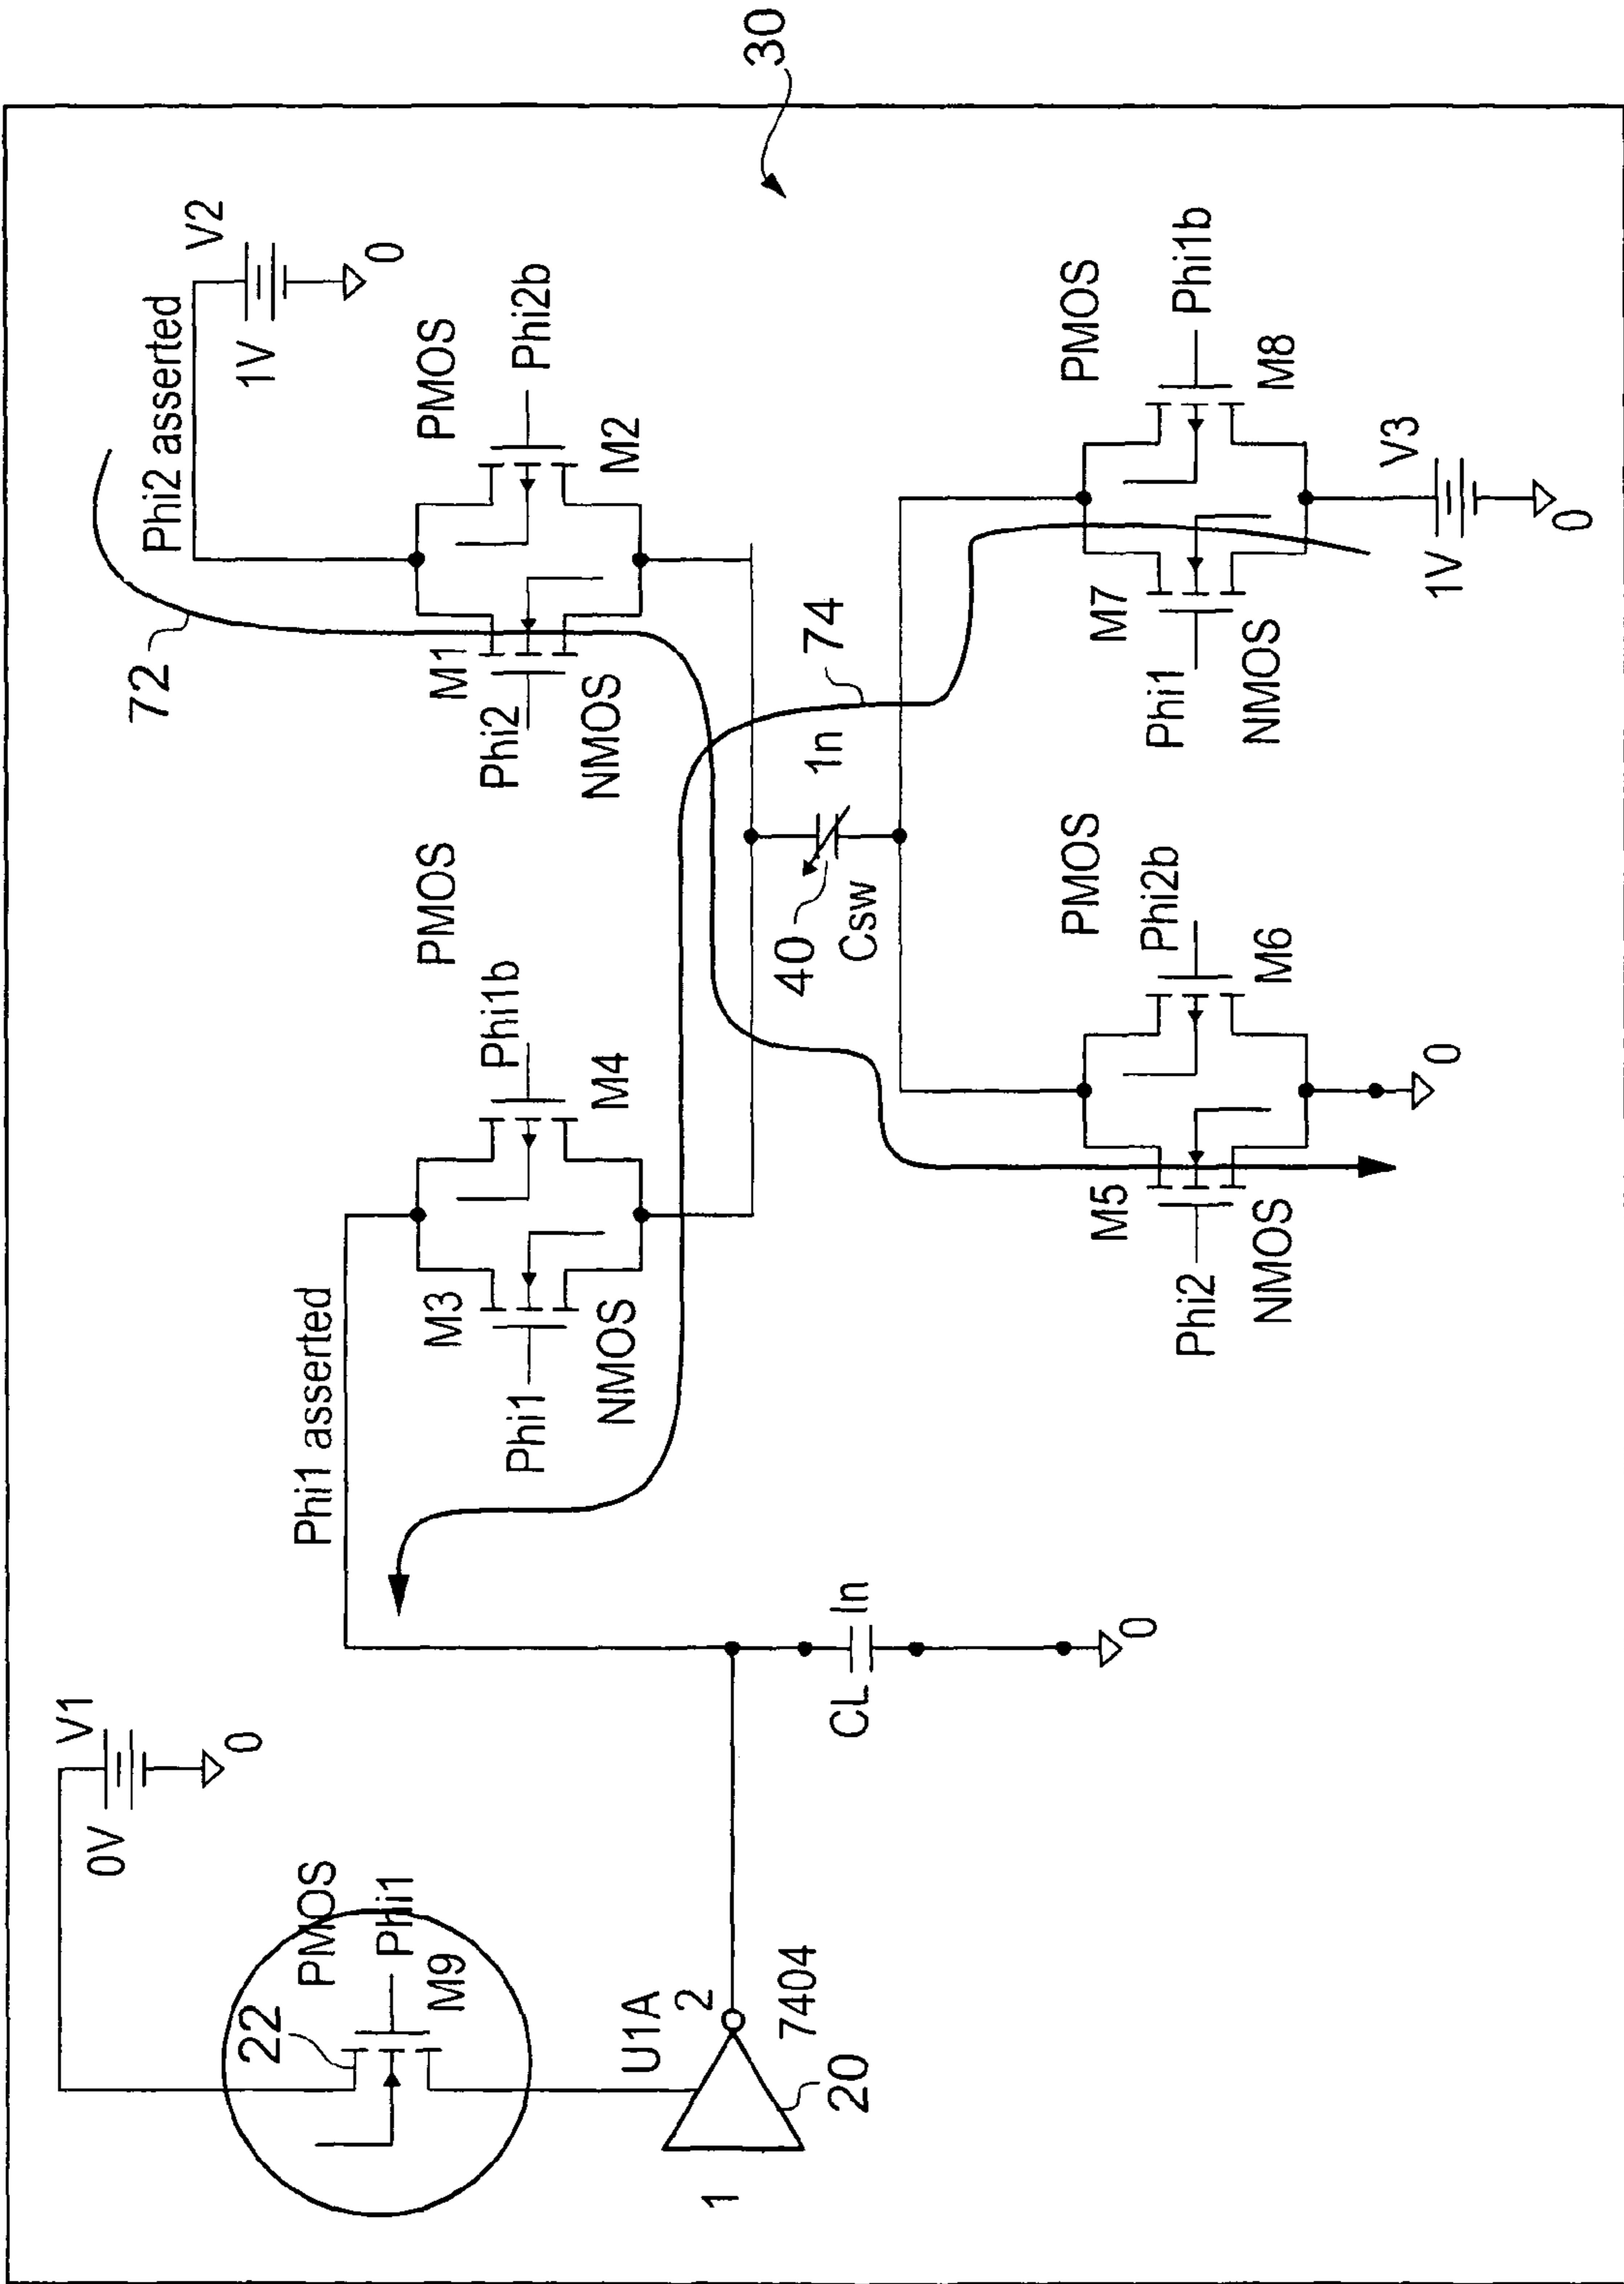 30
0V
V1
0
PMOS
Phi1
22
M9
U1A
2
1
7404
20
CL
In
0
Phi1 asserted
M3
Phi1
NMOS
PMOS
Phi1b
M4
Phi2 asserted
V2
1V
0
72
M1
Phi2
NMOS
PMOS
Phi2b
M2
40
Csw
1n
74
M5
Phi2
NMOS
PMOS
Phi2b
M6
0
M7
Phi1
NMOS
PMOS
Phi1b
M8
V3
1V
0